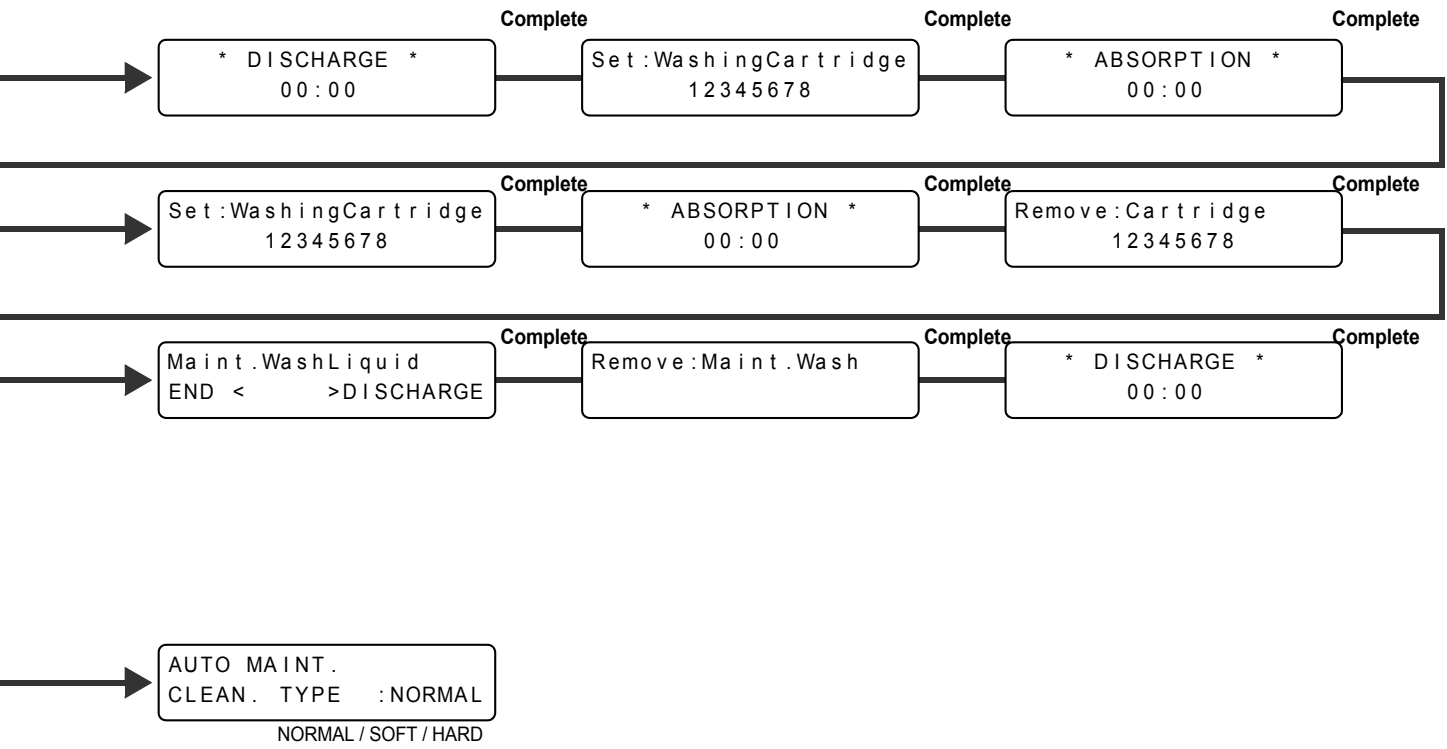 Complete Complete Complete
* DISCHARGE *
00:00
Set:WashingCartridge
12345678
* ABSORPTION *
00:00
Complete Complete Complete
Set:WashingCartridge
12345678
* ABSORPTION *
00:00
Remove:Cartridge
12345678
Complete Complete Complete
Maint.WashLiquid
END < >DISCHARGE
Remove:Maint.Wash
* DISCHARGE *
00:00
AUTO MAINT.
CLEAN. TYPE :NORMAL
NORMAL / SOFT / HARD